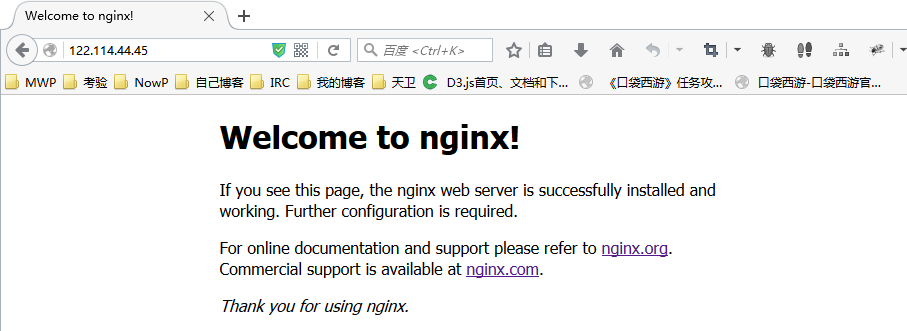 Welcome to nginx!
122.114.44.45
百度 <Ctrl+K>
MWP 考验 NowP 自己博客 IRC 我的博客 天卫 D3.js首页、文档和下... 《口袋西游》任务攻... 口袋西游-口袋西游官...
Welcome to nginx!
If you see this page, the nginx web server is successfully installed and
working. Further configuration is required.
For online documentation and support please refer to nginx.org.
Commercial support is available at nginx.com.
Thank you for using nginx.